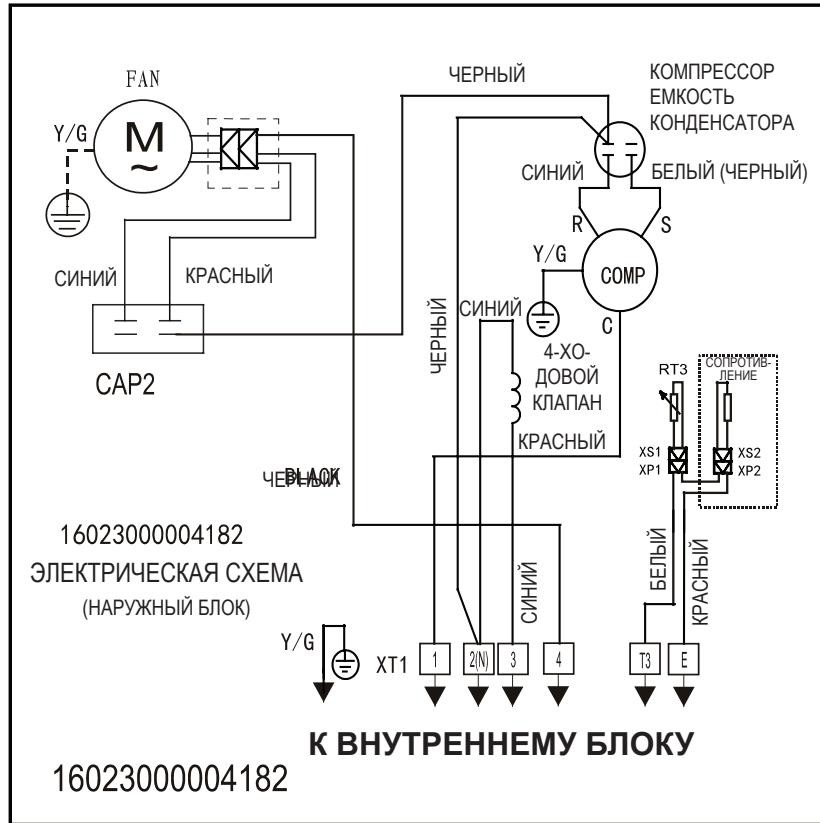 FAN
Y/G
M
~
ЧЕРНЫЙ
КОМПРЕССОР
ЕМКОСТЬ
КОНДЕНСАТОРА
СИНИЙ
БЕЛЫЙ (ЧЕРНЫЙ)
R
S
Y/G
COMP
C
СИНИЙ
КРАСНЫЙ
CAP2
ЧЕРНЫЙ
СИНИЙ
4-ХО-
ДОВОЙ
КЛАПАН
КРАСНЫЙ
RT3
СОПРОТИВ-
ЛЕНИЕ
XS1
XP1
XS2
XP2
ЧЕРНЫЙ
BLACK
16023000004182
ЭЛЕКТРИЧЕСКАЯ СХЕМА
(НАРУЖНЫЙ БЛОК)
СИНИЙ
БЕЛЫЙ
КРАСНЫЙ
Y/G
XT1
1
2(N)
3
4
T3
E
К ВНУТРЕННЕМУ БЛОКУ
16023000004182